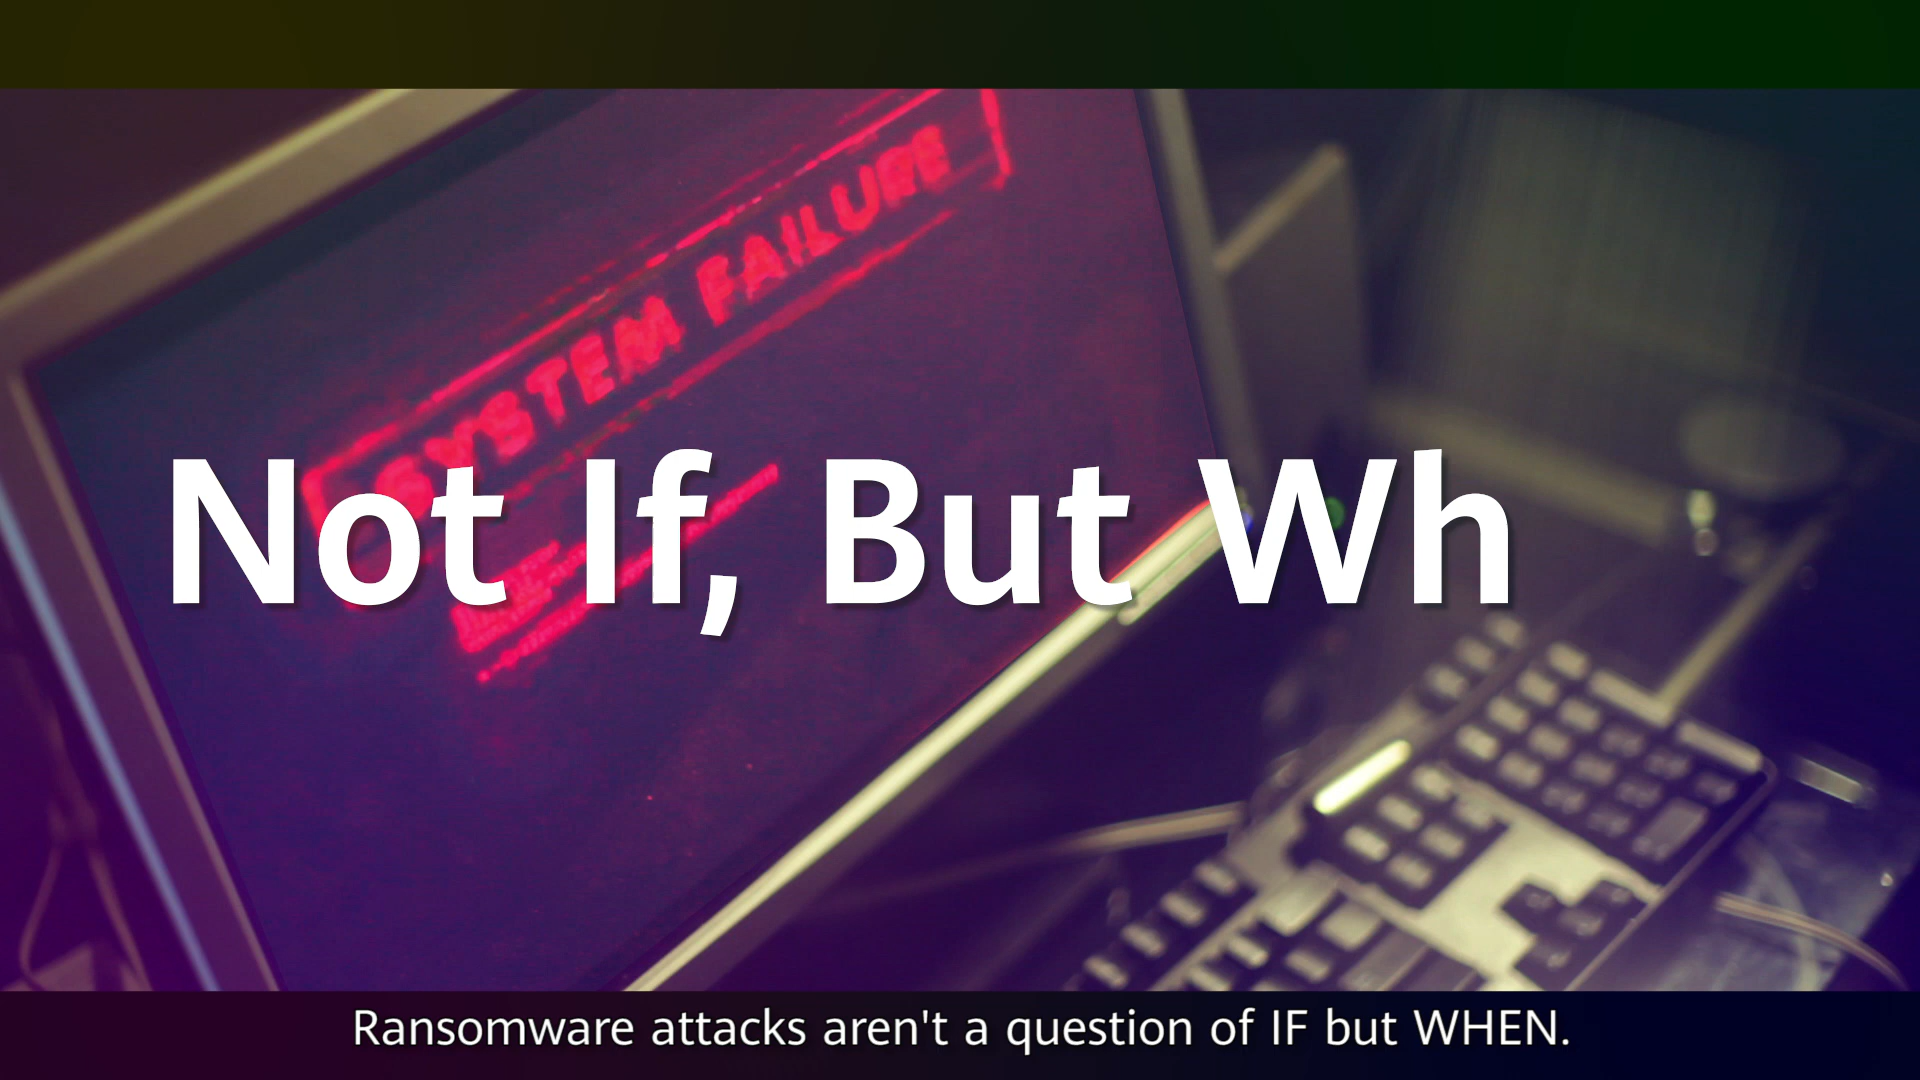 SYSTEM FAILURE
Not If, But Wh
Ransomware attacks aren't a question of IF but WHEN.